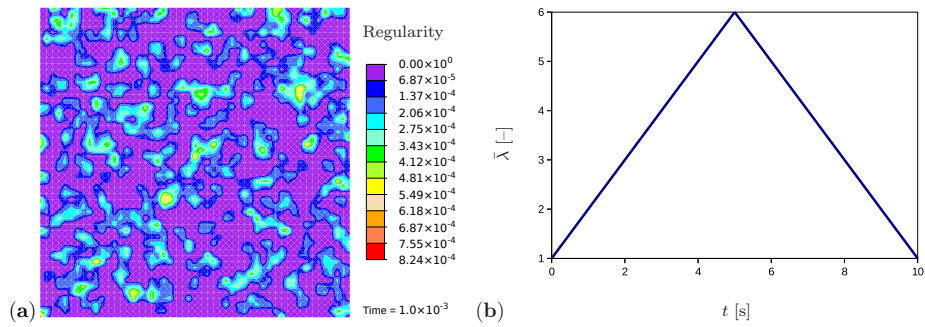 Regularity
0.00×10⁰
6.87×10⁻⁵
1.37×10⁻⁴
2.06×10⁻⁴
2.75×10⁻⁴
3.43×10⁻⁴
4.12×10⁻⁴
4.81×10⁻⁴
5.49×10⁻⁴
6.18×10⁻⁴
6.87×10⁻⁴
7.55×10⁻⁴
8.24×10⁻⁴
Time = 1.0×10⁻³
(a)
6
5
4
3
2
1
λ̄ [−]
0 2 4 6 8 10
t [s]
(b)